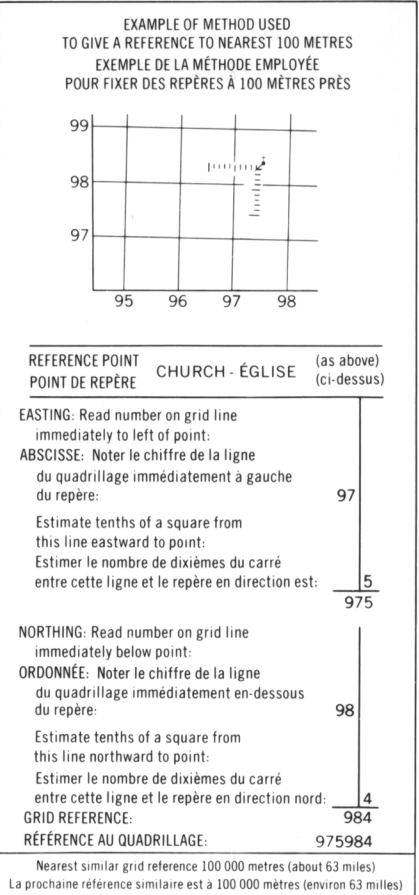 EXAMPLE OF METHOD USED
TO GIVE A REFERENCE TO NEAREST 100 METRES
EXEMPLE DE LA MÉTHODE EMPLOYÉE
POUR FIXER DES REPÈRES À 100 MÈTRES PRÈS
99
98
97
95 96 97 98
REFERENCE POINT
POINT DE REPÈRE
CHURCH - ÉGLISE
(as above)
(ci-dessus)
EASTING: Read number on grid line
immediately to left of point:
ABSCISSE: Noter le chiffre de la ligne
du quadrillage immédiatement à gauche
du repère: 97
Estimate tenths of a square from
this line eastward to point:
Estimer le nombre de dixièmes du carré
entre cette ligne et le repère en direction est: 5
975
NORTHING: Read number on grid line
immediately below point:
ORDONNÉE: Noter le chiffre de la ligne
du quadrillage immédiatement en-dessous
du repère: 98
Estimate tenths of a square from
this line northward to point:
Estimer le nombre de dixièmes du carré
entre cette ligne et le repère en direction nord: 4
GRID REFERENCE: 984
RÉFÉRENCE AU QUADRILLAGE: 975984
Nearest similar grid reference 100 000 metres (about 63 miles)
La prochaine référence similaire est à 100 000 mètres (environ 63 milles)